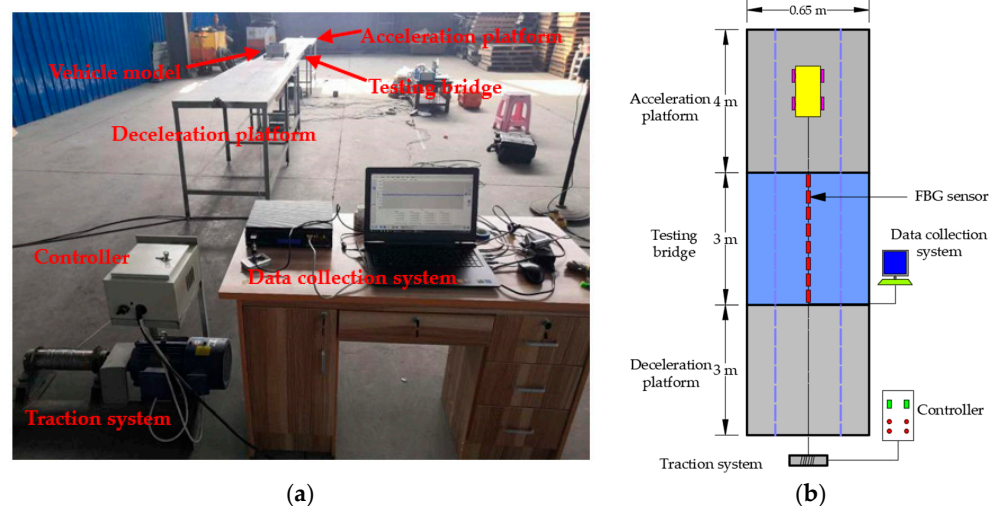 Acceleration platform
Vehicle model
Testing bridge
Deceleration platform
Controller
Data collection system
Traction system
(a)
0.65 m
Acceleration
platform
4 m
FBG sensor
Testing
bridge
3 m
Data collection
system
Deceleration
platform
3 m
Controller
Traction system
(b)